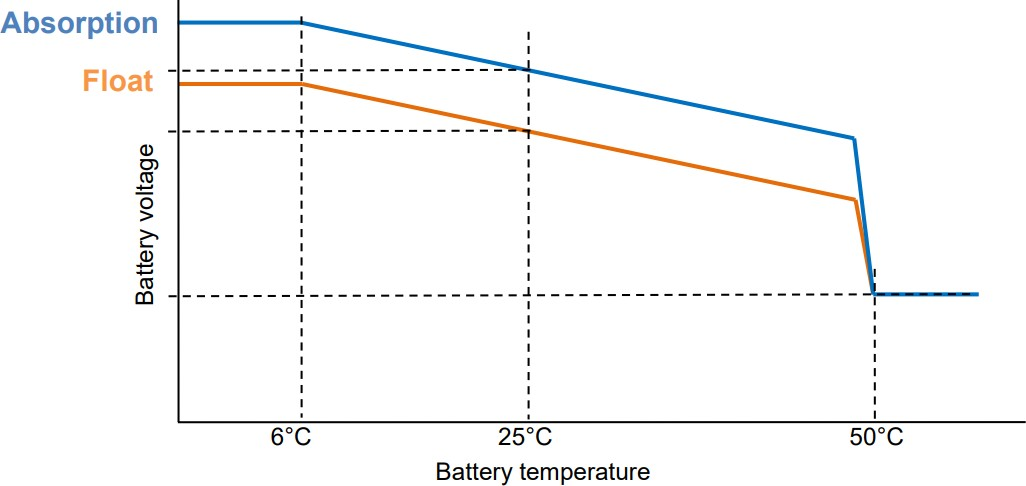 Absorption
Float
Battery voltage
6°C
25°C
50°C
Battery temperature